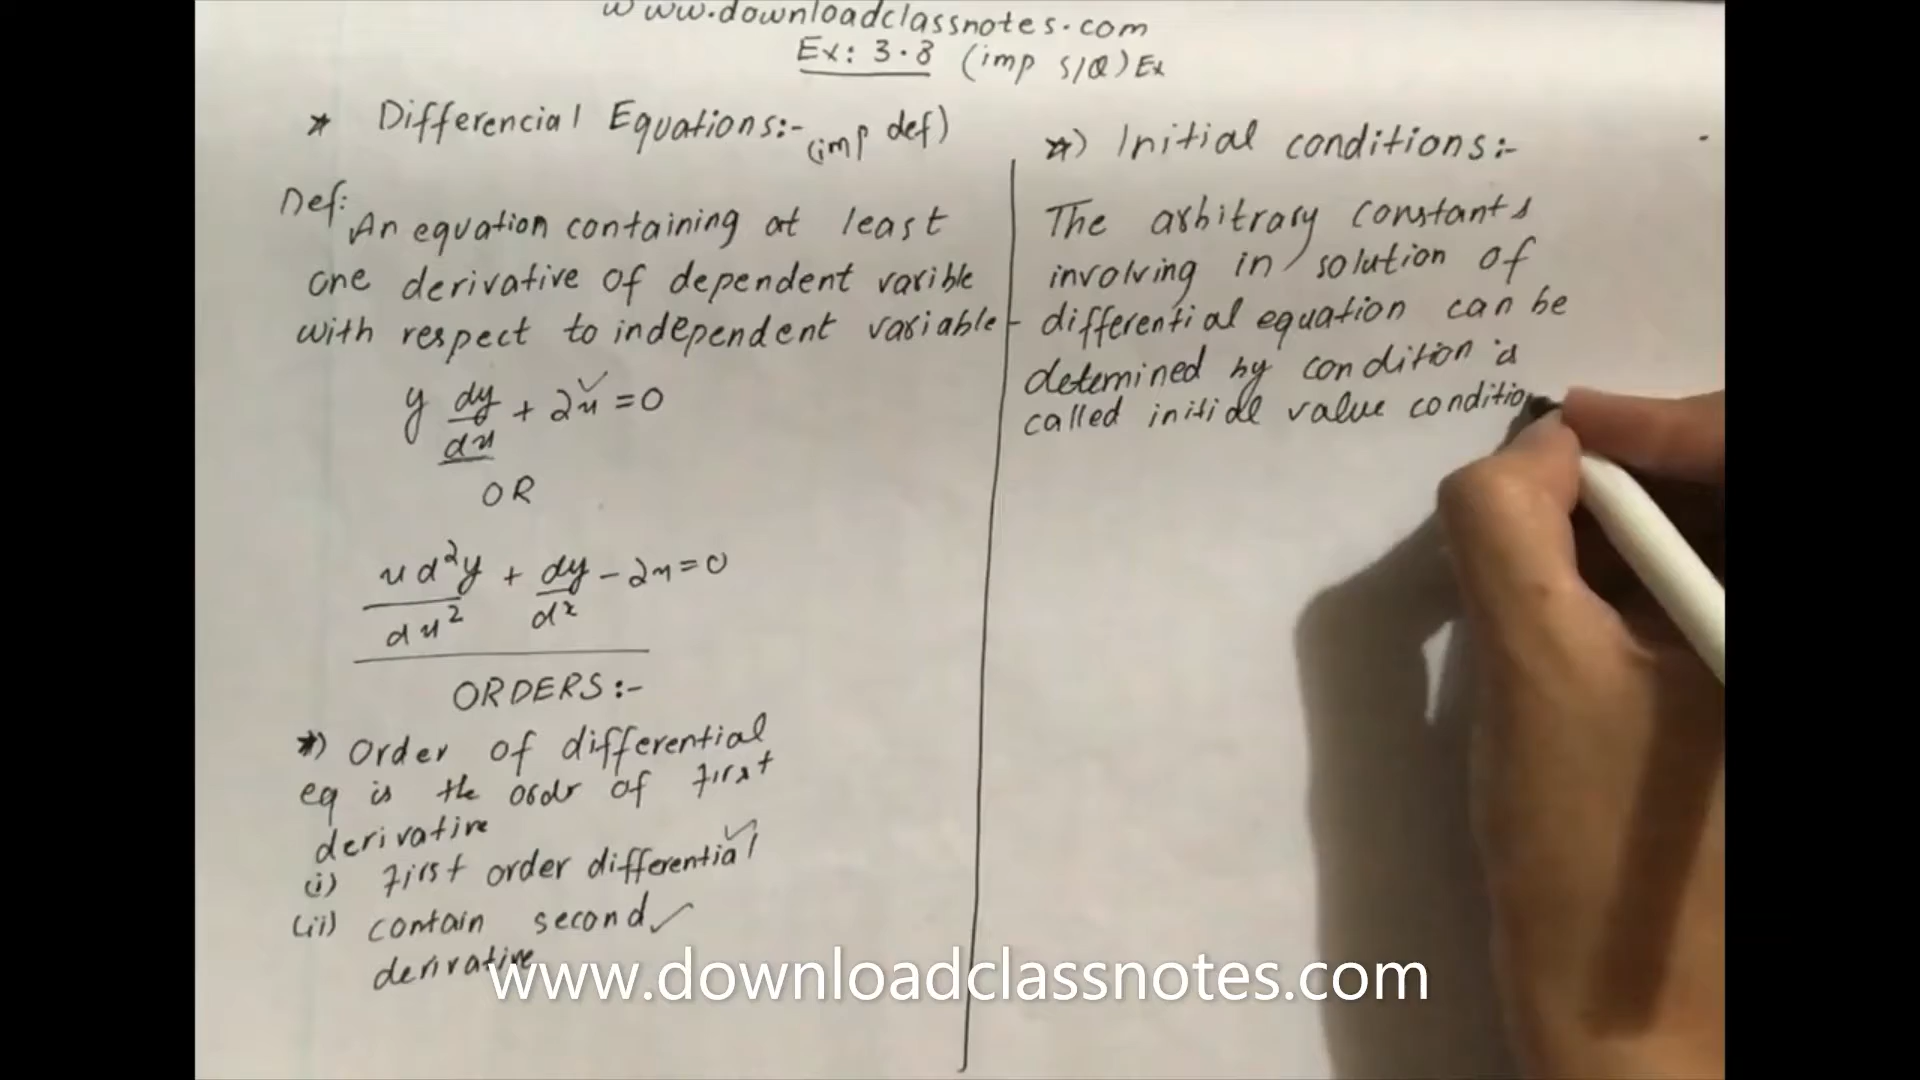 www.downloadclassnotes.com
Ex: 3.8 (imp S/Q) Ex
* Differencial Equations:- (imp def)
Def: An equation containing at least
one derivative of dependent varible
with respect to independent variable
y dy/dx + 2x = 0
OR
x d²y/dx² + dy/dx - 2x = 0
ORDERS:-
*) Order of differential
eq is the order of first
derivative
(i) first order differential
(ii) contain second
derivative
*) Initial conditions:-
The arbitrary constants
involving in solution of
differential equation can be
determined by condition is
called initial value condition
www.downloadclassnotes.com